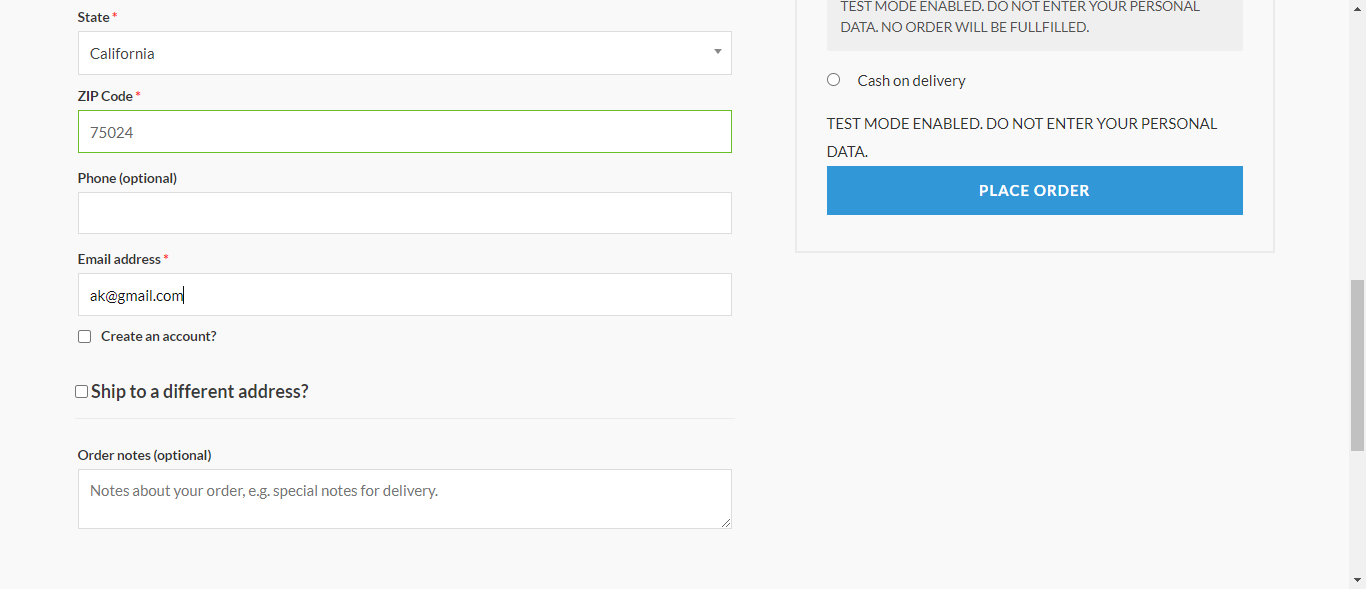 State *
California
ZIP Code *
75024
Phone (optional)
Email address *
ak@gmail.com
Create an account?
Ship to a different address?
Order notes (optional)
Notes about your order, e.g. special notes for delivery.
TEST MODE ENABLED. DO NOT ENTER YOUR PERSONAL
DATA. NO ORDER WILL BE FULLFILLED.
Cash on delivery
TEST MODE ENABLED. DO NOT ENTER YOUR PERSONAL
DATA.
PLACE ORDER